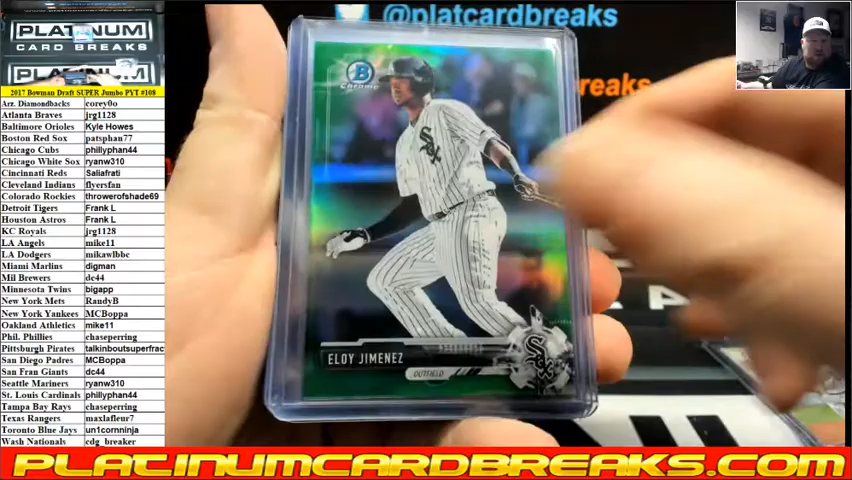 PLATINUM
CARD BREAKS
PLATINUM
2017 Bowman Draft SUPER Jumbo PYT #108
Arz. Diamondbacks corey0o
Atlanta Braves jrg1128
Baltimore Orioles Kyle Howes
Boston Red Sox patsphan77
Chicago Cubs phillyphan44
Chicago White Sox ryanw310
Cincinnati Reds Saliafrati
Cleveland Indians flyersfan
Colorado Rockies throwerofshade69
Detroit Tigers Frank L
Houston Astros Frank L
KC Royals jrg1128
LA Angels mike11
LA Dodgers mikawlbbc
Miami Marlins digman
Mil Brewers dc44
Minnesota Twins bigapp
New York Mets RandyB
New York Yankees MCBoppa
Oakland Athletics mike11
Phil. Phillies chaseperring
Pittsburgh Pirates talkinboutsuperfrac
San Diego Padres MCBoppa
San Fran Giants dc44
Seattle Mariners ryanw310
St. Louis Cardinals phillyphan44
Tampa Bay Rays chaseperring
Texas Rangers maxlafleur7
Toronto Blue Jays un1cornninja
Wash Nationals cdg_breaker
@platcardbreaks
reaks
B
Chrome
Sox
ELOY JIMENEZ
OUTFIELD
Sox
PLATINUMCARDBREAKS.COM